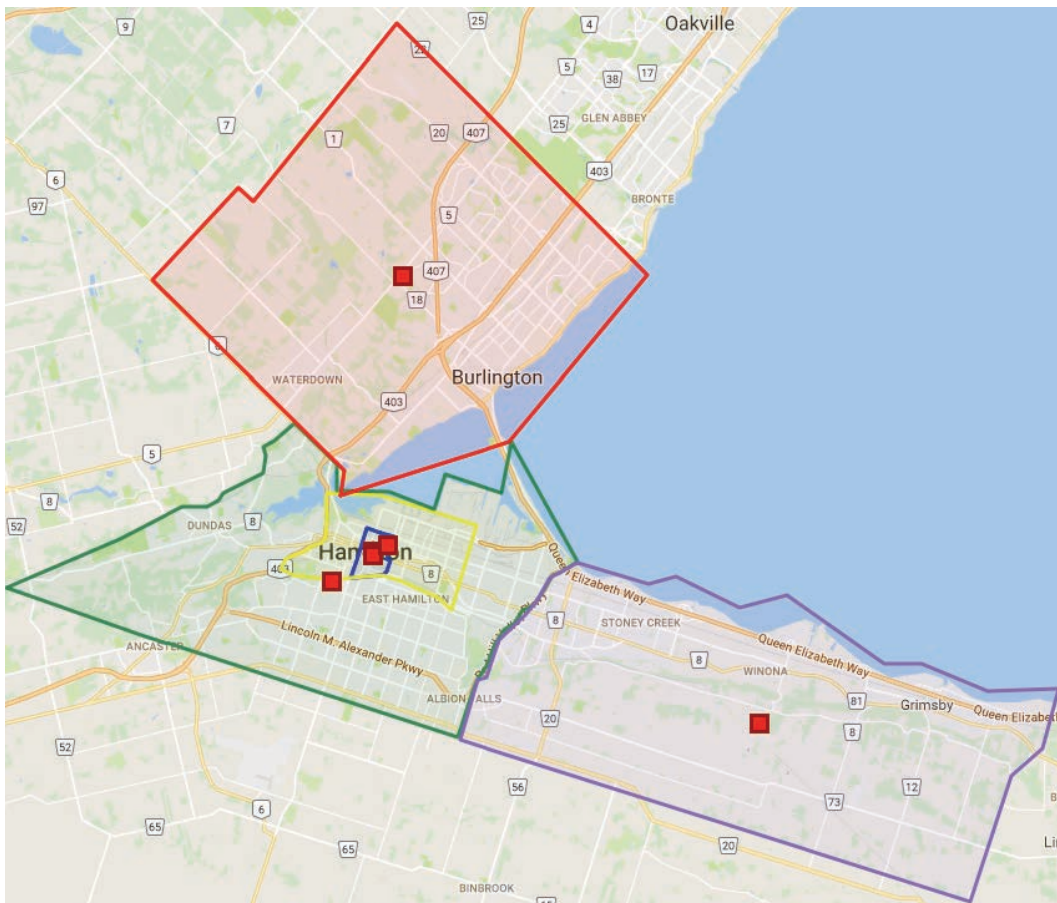 25
Oakville
9
4
22
5
17
38
GLEN ABBEY
7
1
20
407
25
403
6
97
BRONTE
5
407
18
WATERDOWN
Burlington
403
5
8
52
DUNDAS
8
Hamilton
403
8
EAST HAMILTON
Queen Elizabeth Way
8
STONEY CREEK
Lincoln M. Alexander Pkwy
ANCASTER
Queen Elizabeth Way
8
WINONA
ALBION FALLS
81
Grimsby
Queen Elizabeth
20
8
52
56
12
73
6
65
65
20
BINBROOK